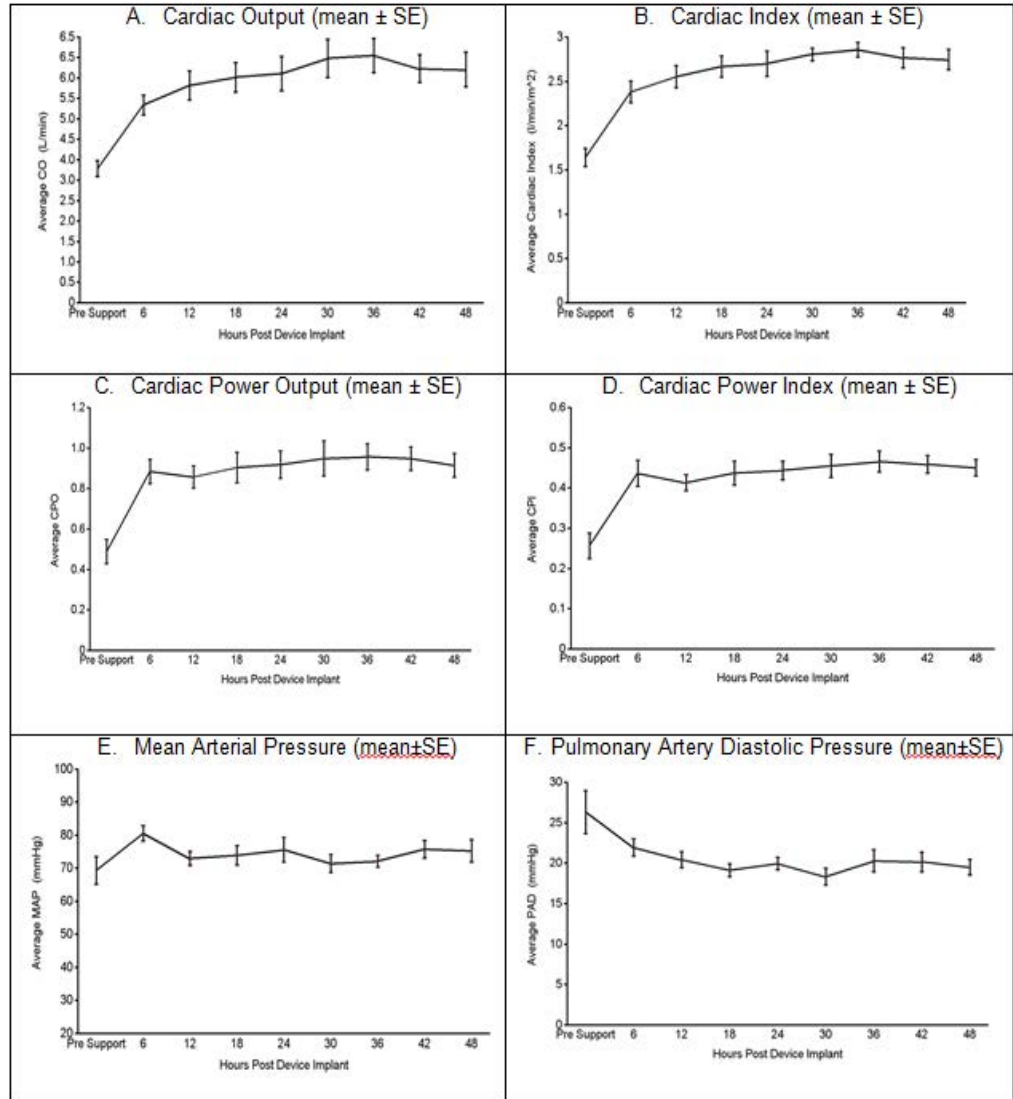 A. Cardiac Output (mean ± SE)
Average CO (L/min)
6.5
6.5
6.0
5.5
5.0
4.5
4.0
3.0
2.5
2.0
1.5
1.0
0.5
0
Pre Support 6 12 18 24 30 36 42 48
Hours Post Device Implant
B. Cardiac Index (mean ± SE)
Average Cardiac Index (l/min/m^2)
3
2.5
2
1.5
1
0.5
0
Pre Support 6 12 18 24 30 36 42 48
Hours Post Device Implant
C. Cardiac Power Output (mean ± SE)
Average CPO
1.2
1.0
0.8
0.6
0.4
0.2
0
Pre Support 6 12 18 24 30 36 42 48
Hours Post Device Implant
D. Cardiac Power Index (mean ± SE)
Average CPI
0.6
0.5
0.4
0.3
0.2
0.1
0
Pre Support 6 12 18 24 30 36 42 48
Hours Post Device Implant
E. Mean Arterial Pressure (mean±SE)
Average MAP (mmHg)
100
90
80
70
60
50
40
30
20
Pre Support 6 12 18 24 30 36 42 48
Hours Post Device Implant
F. Pulmonary Artery Diastolic Pressure (mean±SE)
Average PAD (mmHg)
30
25
20
15
10
5
0
Pre Support 6 12 18 24 30 36 42 48
Hours Post Device Implant